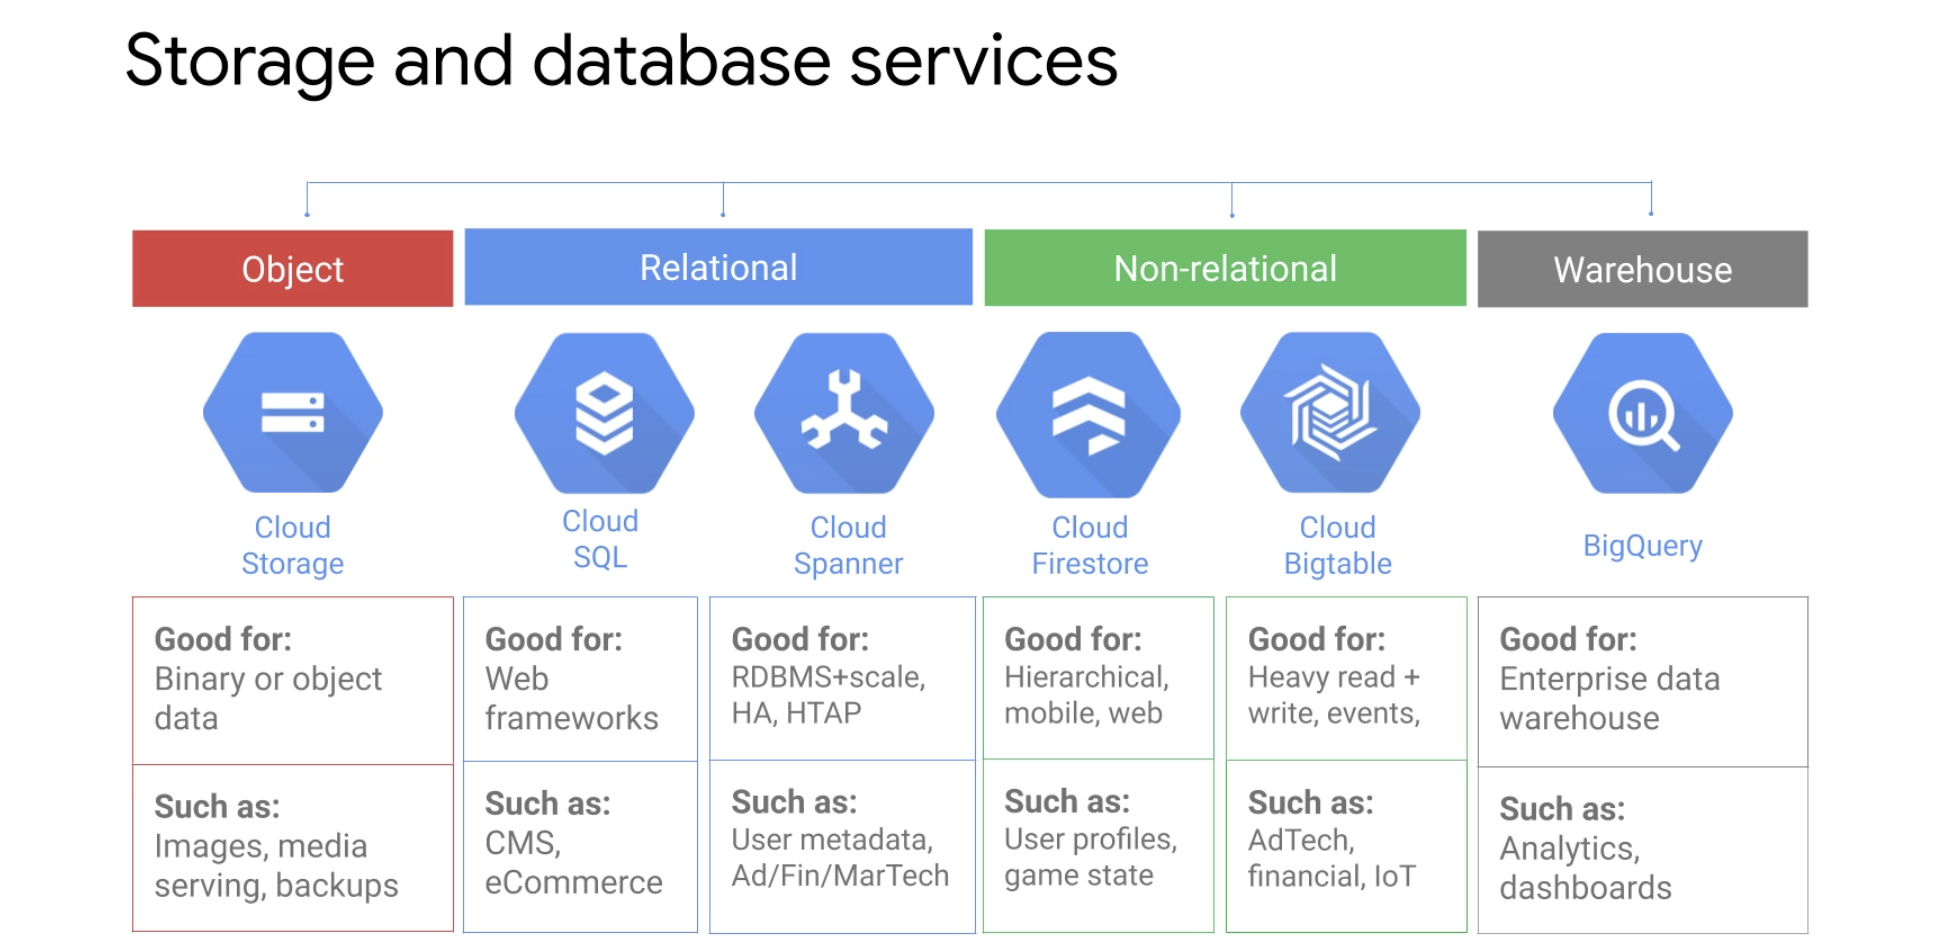 Storage and database services
Object
Relational
Non-relational
Warehouse
Cloud
Storage
Cloud
SQL
Cloud
Spanner
Cloud
Firestore
Cloud
Bigtable
BigQuery
Good for:
Binary or object
data
Such as:
Images, media
serving, backups
Good for:
Web
frameworks
Such as:
CMS,
eCommerce
Good for:
RDBMS+scale,
HA, HTAP
Such as:
User metadata,
Ad/Fin/MarTech
Good for:
Hierarchical,
mobile, web
Such as:
User profiles,
game state
Good for:
Heavy read +
write, events,
Such as:
AdTech,
financial, IoT
Good for:
Enterprise data
warehouse
Such as:
Analytics,
dashboards